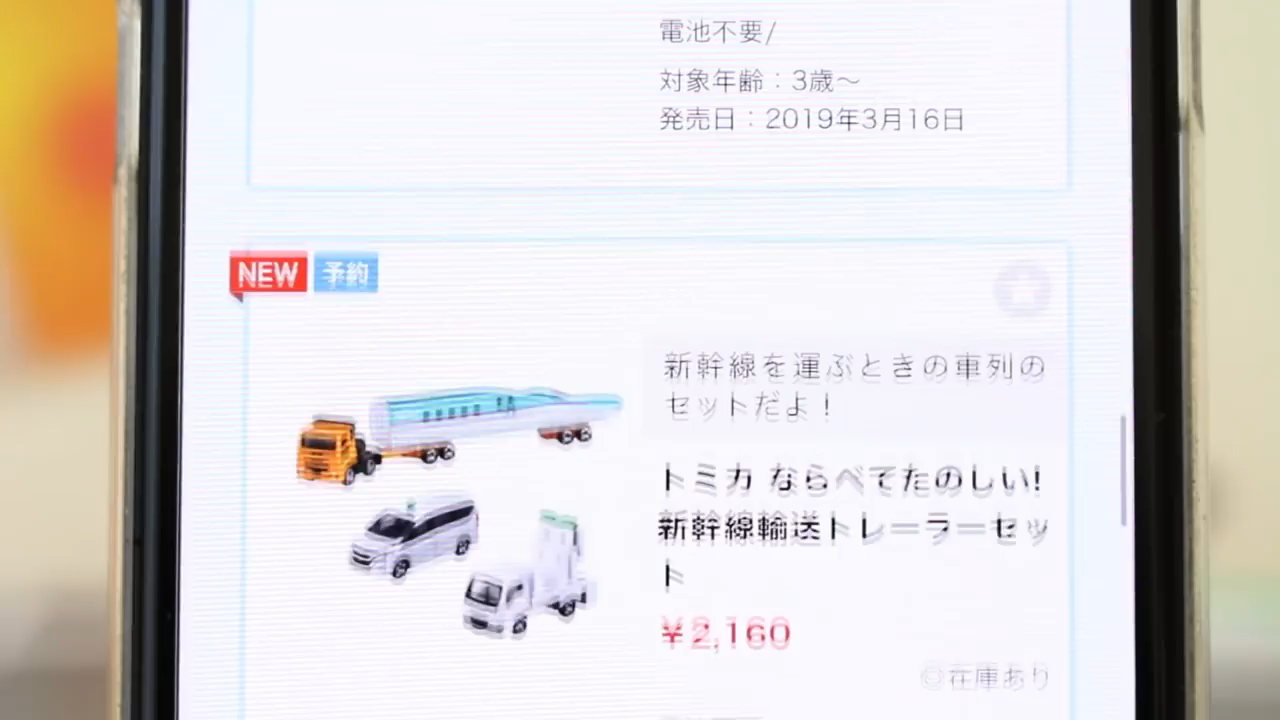 電池不要/
対象年齢：3歳～
発売日：2019年3月16日
NEW 予約
新幹線を運ぶときの車列の
セットだよ！
トミカ ならべてたのしい!
新幹線輸送トレーラーセッ
ト
¥2,160
◎在庫あり